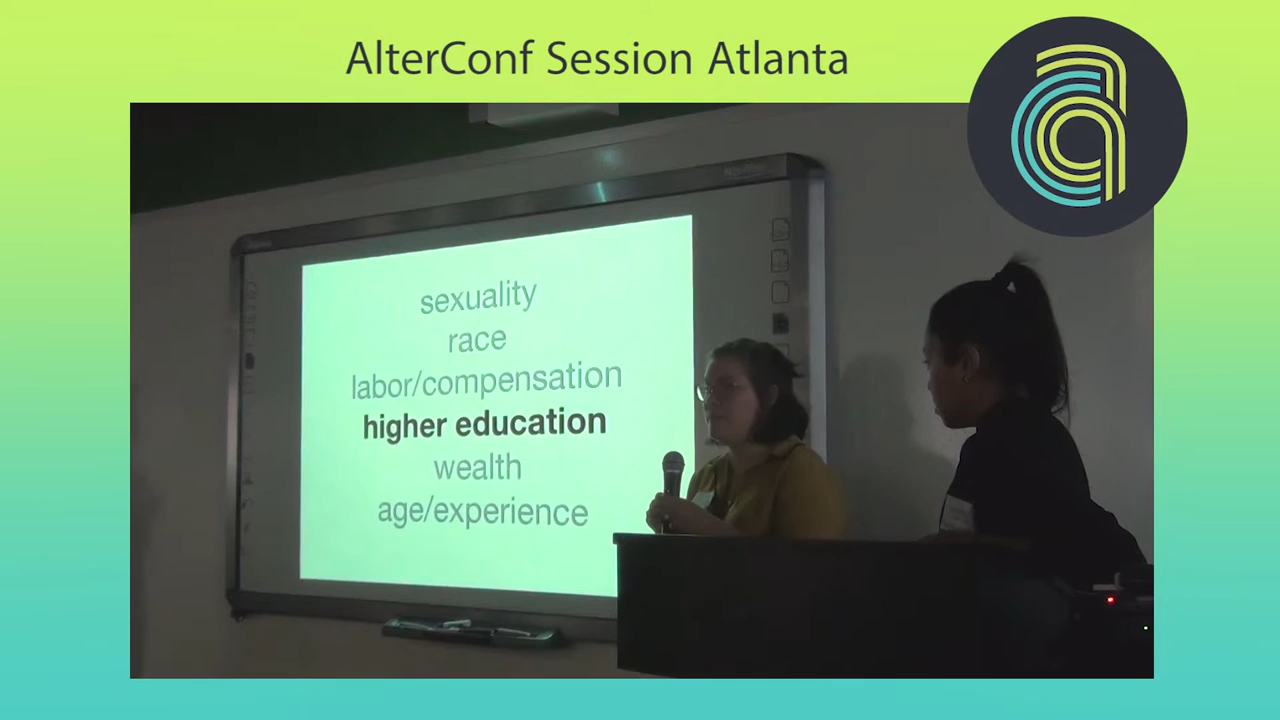 AlterConf Session Atlanta
sexuality
race
labor/compensation
higher education
wealth
age/experience